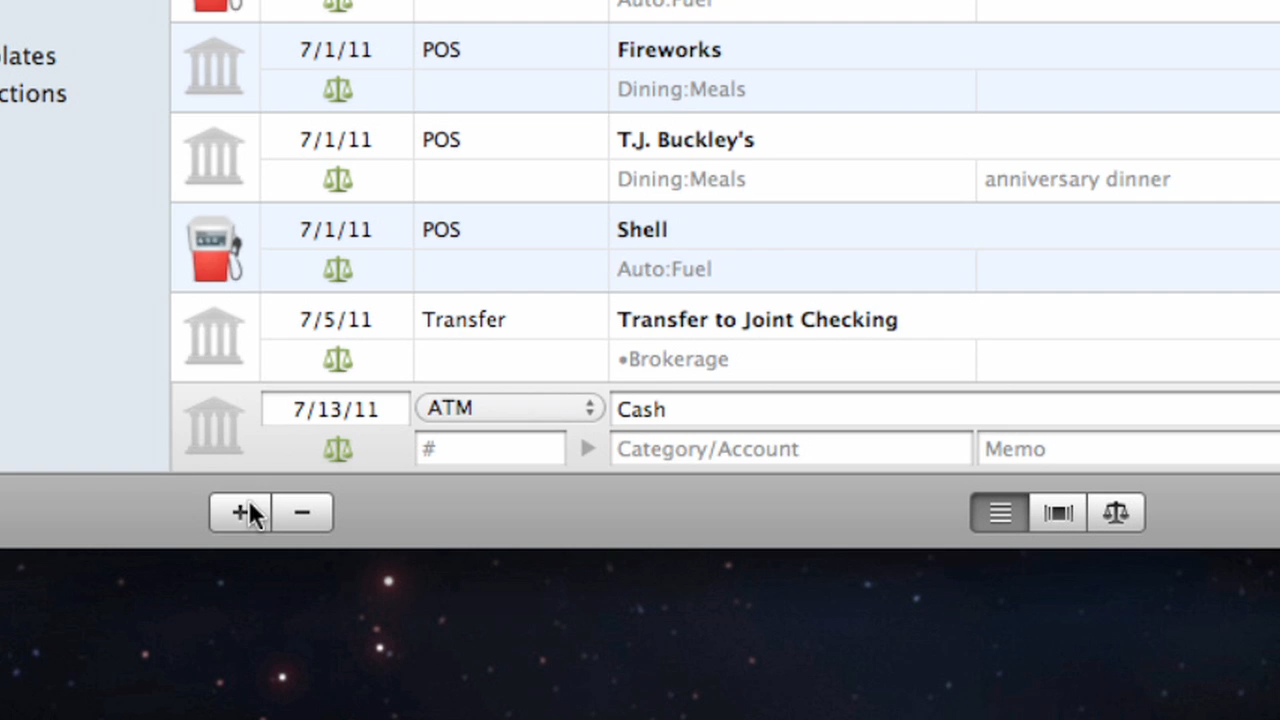 Auto:Fuel
lates
ctions
7/1/11 POS Fireworks
Dining:Meals
7/1/11 POS T.J. Buckley's
Dining:Meals anniversary dinner
7/1/11 POS Shell
Auto:Fuel
7/5/11 Transfer Transfer to Joint Checking
•Brokerage
7/13/11 ATM Cash
# Category/Account Memo
+ −